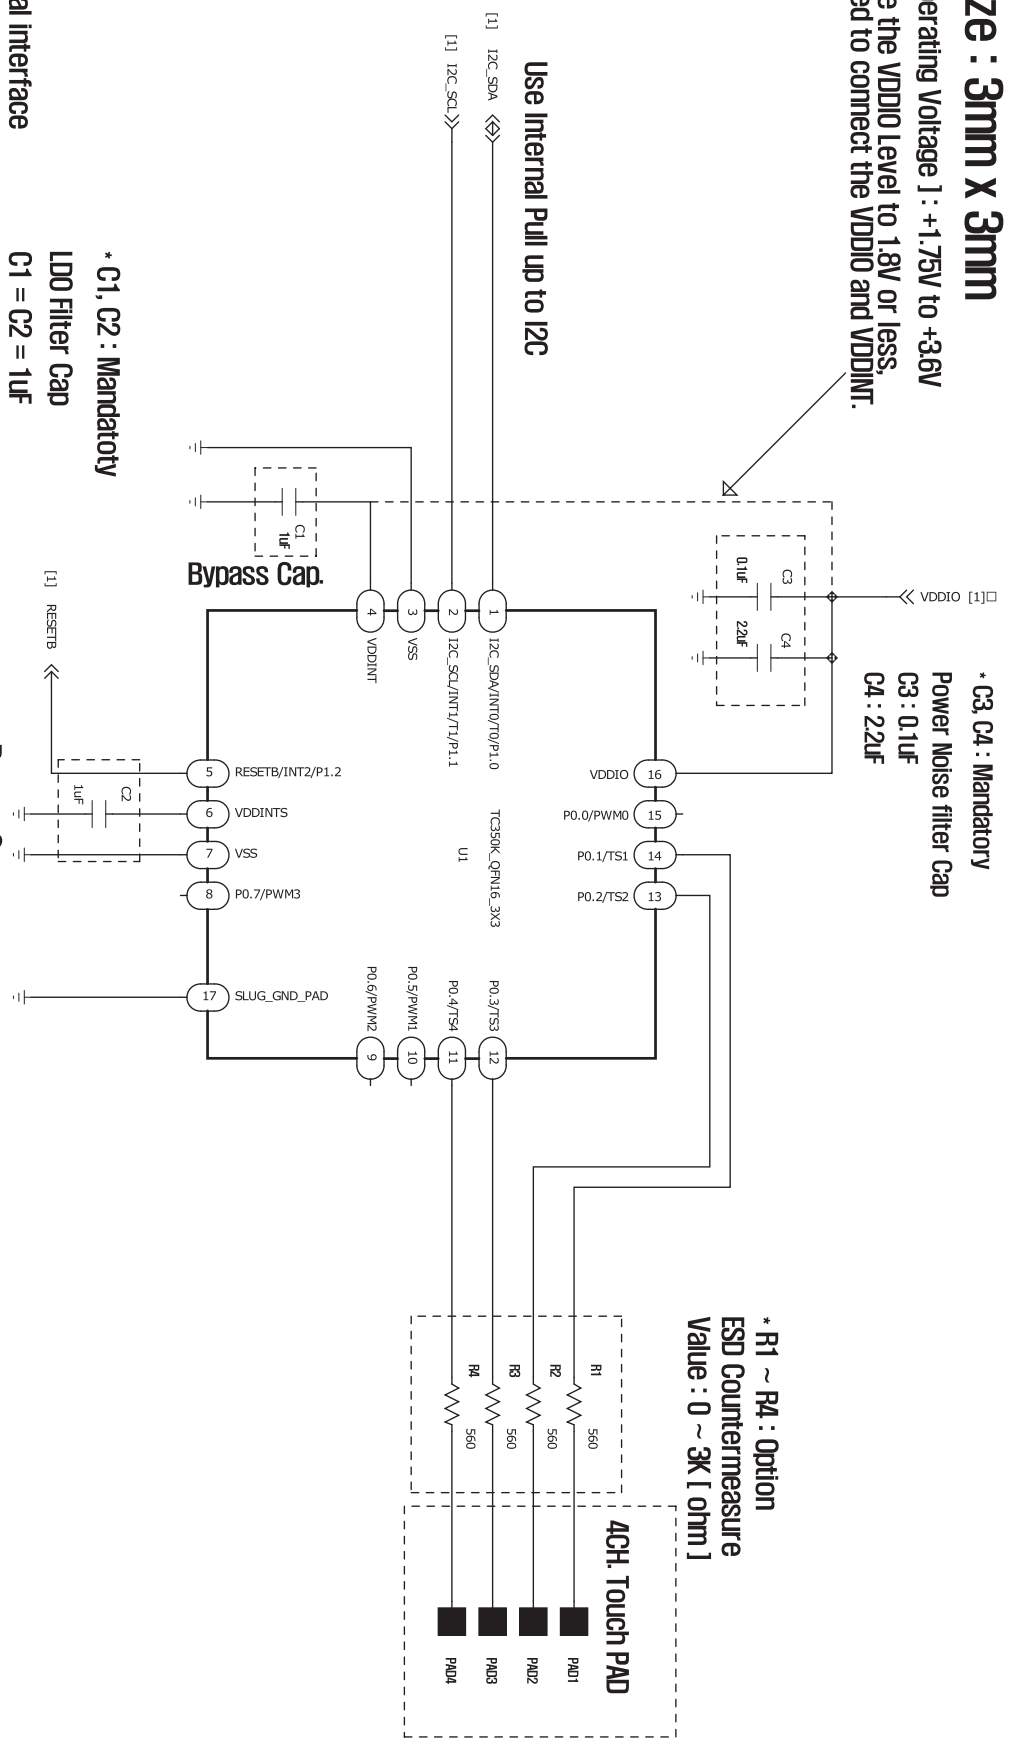 ze : 3mm x 3mm
perating Voltage ] : +1.75V to +3.6V
e the VDDIO Level to 1.8V or less,
ed to connect the VDDIO and VDDINT.
Use Internal Pull up to I2C
[1] I2C_SDA
[1] I2C_SCL
al interface
* C1, C2 : Mandatoty
LDO Filter Cap
C1 = C2 = 1uF
Bypass Cap.
C1
1uF
[1] RESETB
C2
1uF
C3
0.1uF
C4
2.2uF
VDDIO [1]
* C3, C4 : Mandatory
Power Noise filter Cap
C3 : 0.1uF
C4 : 2.2uF
1 I2C_SDA/INT0/T0/P1.0
2 I2C_SCL/INT1/T1/P1.1
3 VSS
4 VDDINT
5 RESETB/INT2/P1.2
6 VDDINTS
7 VSS
8 P0.7/PWM3
17 SLUG_GND_PAD
VDDIO 16
P0.0/PWM0 15
P0.1/TS1 14
P0.2/TS2 13
TC350K_QFN16_3X3
U1
P0.3/TS3 12
P0.4/TS4 11
P0.5/PWM1 10
P0.6/PWM2 9
* R1 ~ R4 : Option
ESD Countermeasure
Value : 0 ~ 3K [ ohm ]
R1 560
R2 560
R3 560
R4 560
4CH. Touch PAD
PAD1
PAD2
PAD3
PAD4